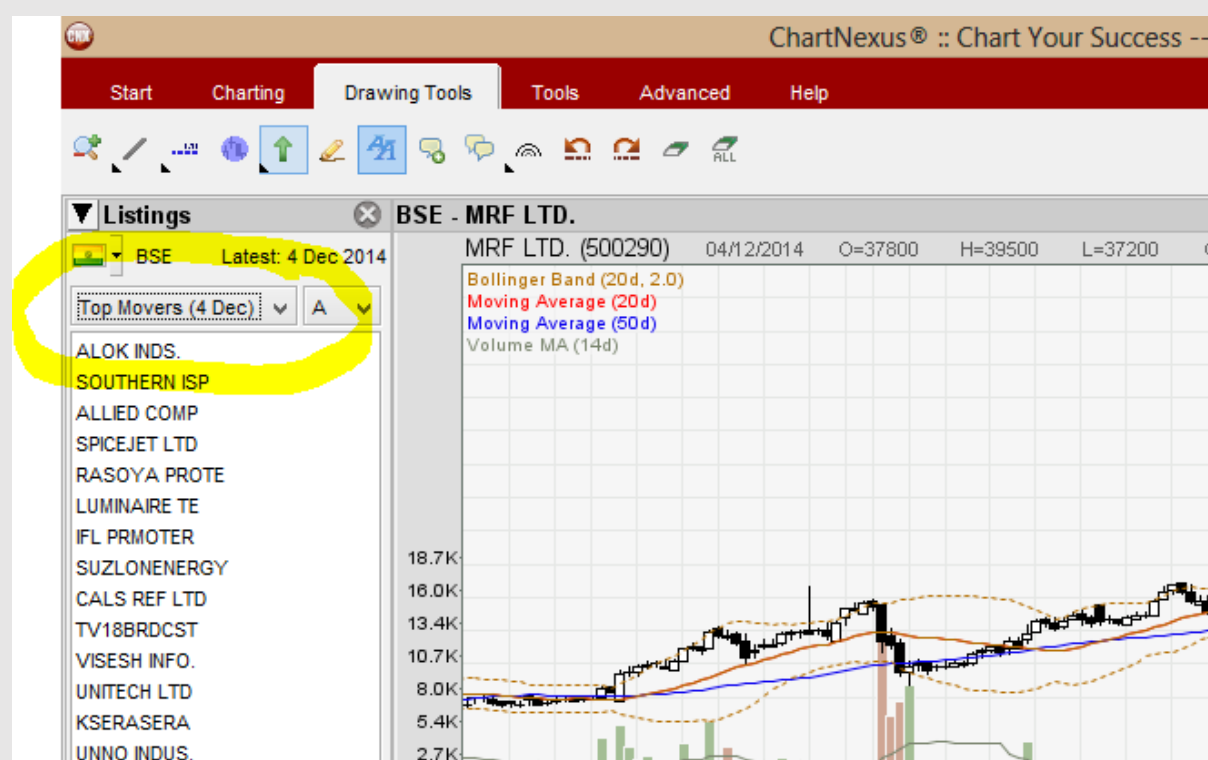 CNX
ChartNexus® :: Chart Your Success --
Start Charting Drawing Tools Tools Advanced Help
ALL
Listings
BSE - MRF LTD.
BSE Latest: 4 Dec 2014
MRF LTD. (500290) 04/12/2014 O=37800 H=39500 L=37200
Top Movers (4 Dec) A
Bollinger Band (20d, 2.0)
Moving Average (20d)
Moving Average (50d)
Volume MA (14d)
ALOK INDS.
SOUTHERN ISP
ALLIED COMP
SPICEJET LTD
RASOYA PROTE
LUMINAIRE TE
IFL PRMOTER
SUZLONENERGY
CALS REF LTD
TV18BRDCST
VISESH INFO.
UNITECH LTD
KSERASERA
UNNO INDUS.
18.7K
16.0K
13.4K
10.7K
8.0K
5.4K
2.7K